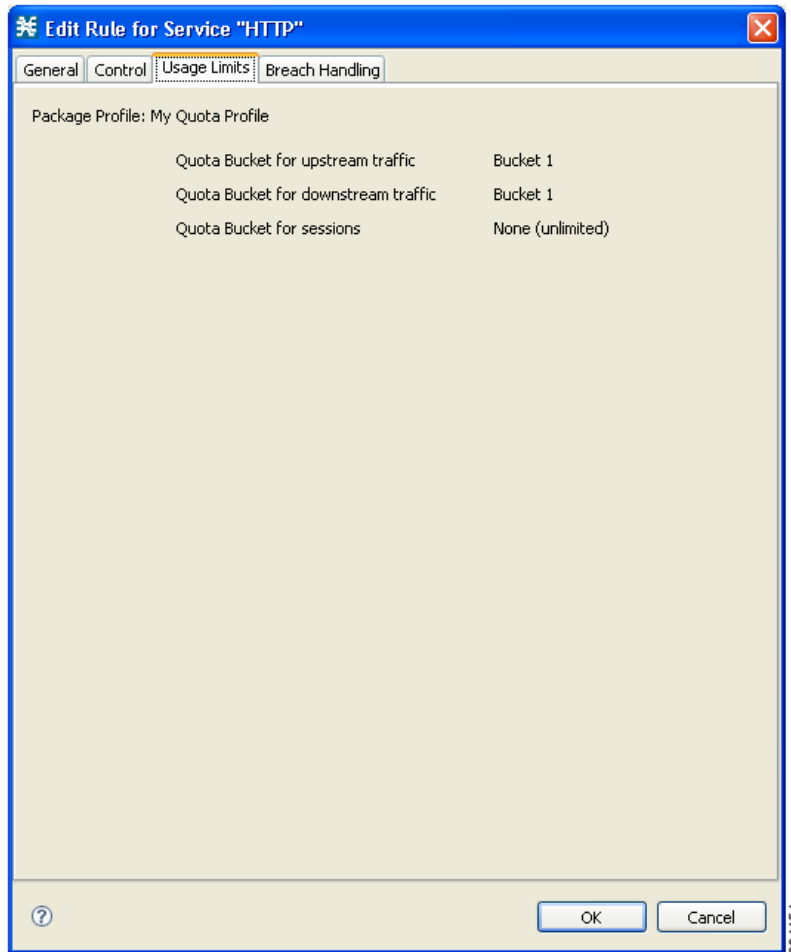 Edit Rule for Service "HTTP"
General Control Usage Limits Breach Handling
Package Profile: My Quota Profile
Quota Bucket for upstream traffic Bucket 1
Quota Bucket for downstream traffic Bucket 1
Quota Bucket for sessions None (unlimited)
? OK Cancel